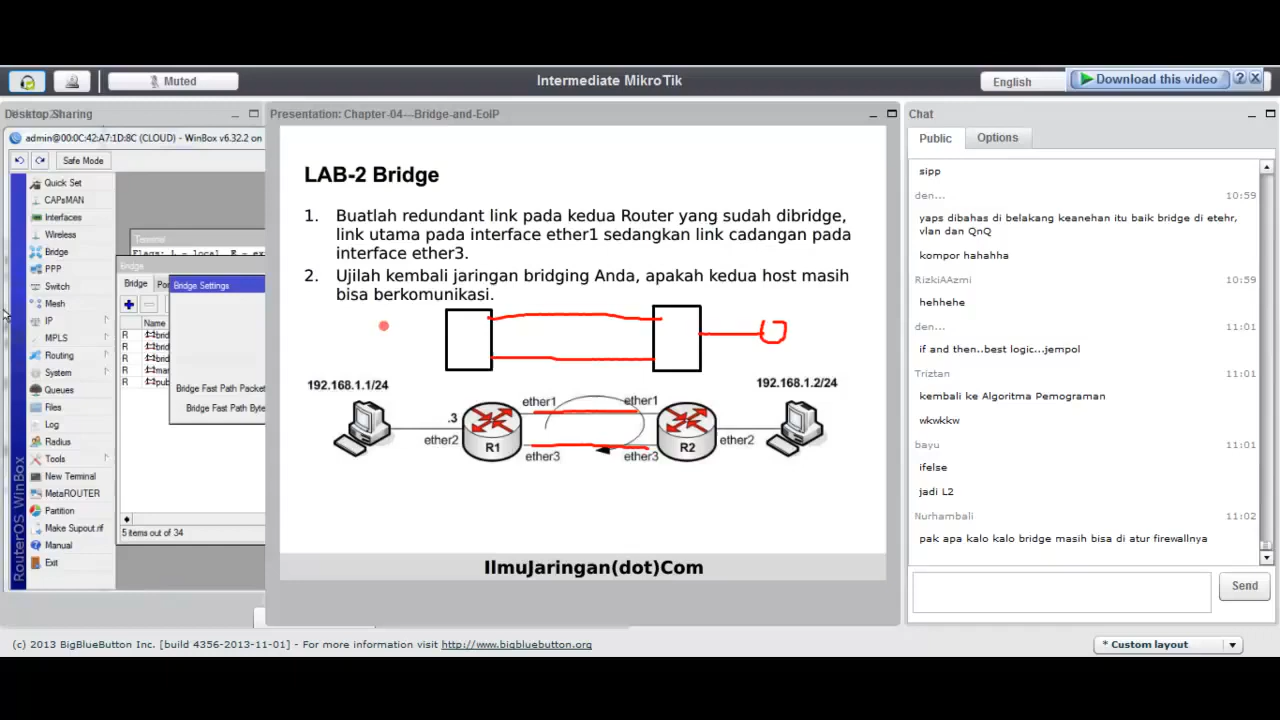 Muted
Intermediate MikroTik
English
Download this video
?
Presentation: Chapter-04---Bridge-and-EoIP
Chat
admin@00:0C:42:A7:1D:8C (CLOUD) - WinBox v6.32.2 on
Safe Mode
Quick Set
CAPsMAN
Interfaces
Wireless
Bridge
PPP
Switch
Mesh
IP
MPLS
Routing
System
Queues
Files
Log
Radius
Tools
New Terminal
MetaROUTER
Partition
Make Supout.rif
Manual
Exit
RouterOS WinBox
Terminal
Bridge
Bridge
Name
R
R
R
R
R
5 items out of 34
Bridge Settings
Bridge Fast Path Packet
Bridge Fast Path Byte
LAB-2 Bridge
1. Buatlah redundant link pada kedua Router yang sudah dibridge,
link utama pada interface ether1 sedangkan link cadangan pada
interface ether3.
2. Ujilah kembali jaringan bridging Anda, apakah kedua host masih
bisa berkomunikasi.
192.168.1.1/24
192.168.1.2/24
ether1
ether1
.3
ether2
R1
R2
ether2
ether3
ether3
IlmuJaringan(dot)Com
Public
Options
sipp
den... 10:59
yaps dibahas di belakang keanehan itu baik bridge di etehr,
vlan dan QnQ
kompor hahahha
RizkiAAzmi 10:59
hehhehe
den... 11:01
if and then..best logic...jempol
Triztan 11:01
kembali ke Algoritma Pemograman
wkwkkw
bayu 11:01
ifelse
jadi L2
Nurhambali 11:02
pak apa kalo kalo bridge masih bisa di atur firewallnya
Send
(c) 2013 BigBlueButton Inc. [build 4356-2013-11-01] - For more information visit http://www.bigbluebutton.org
* Custom layout